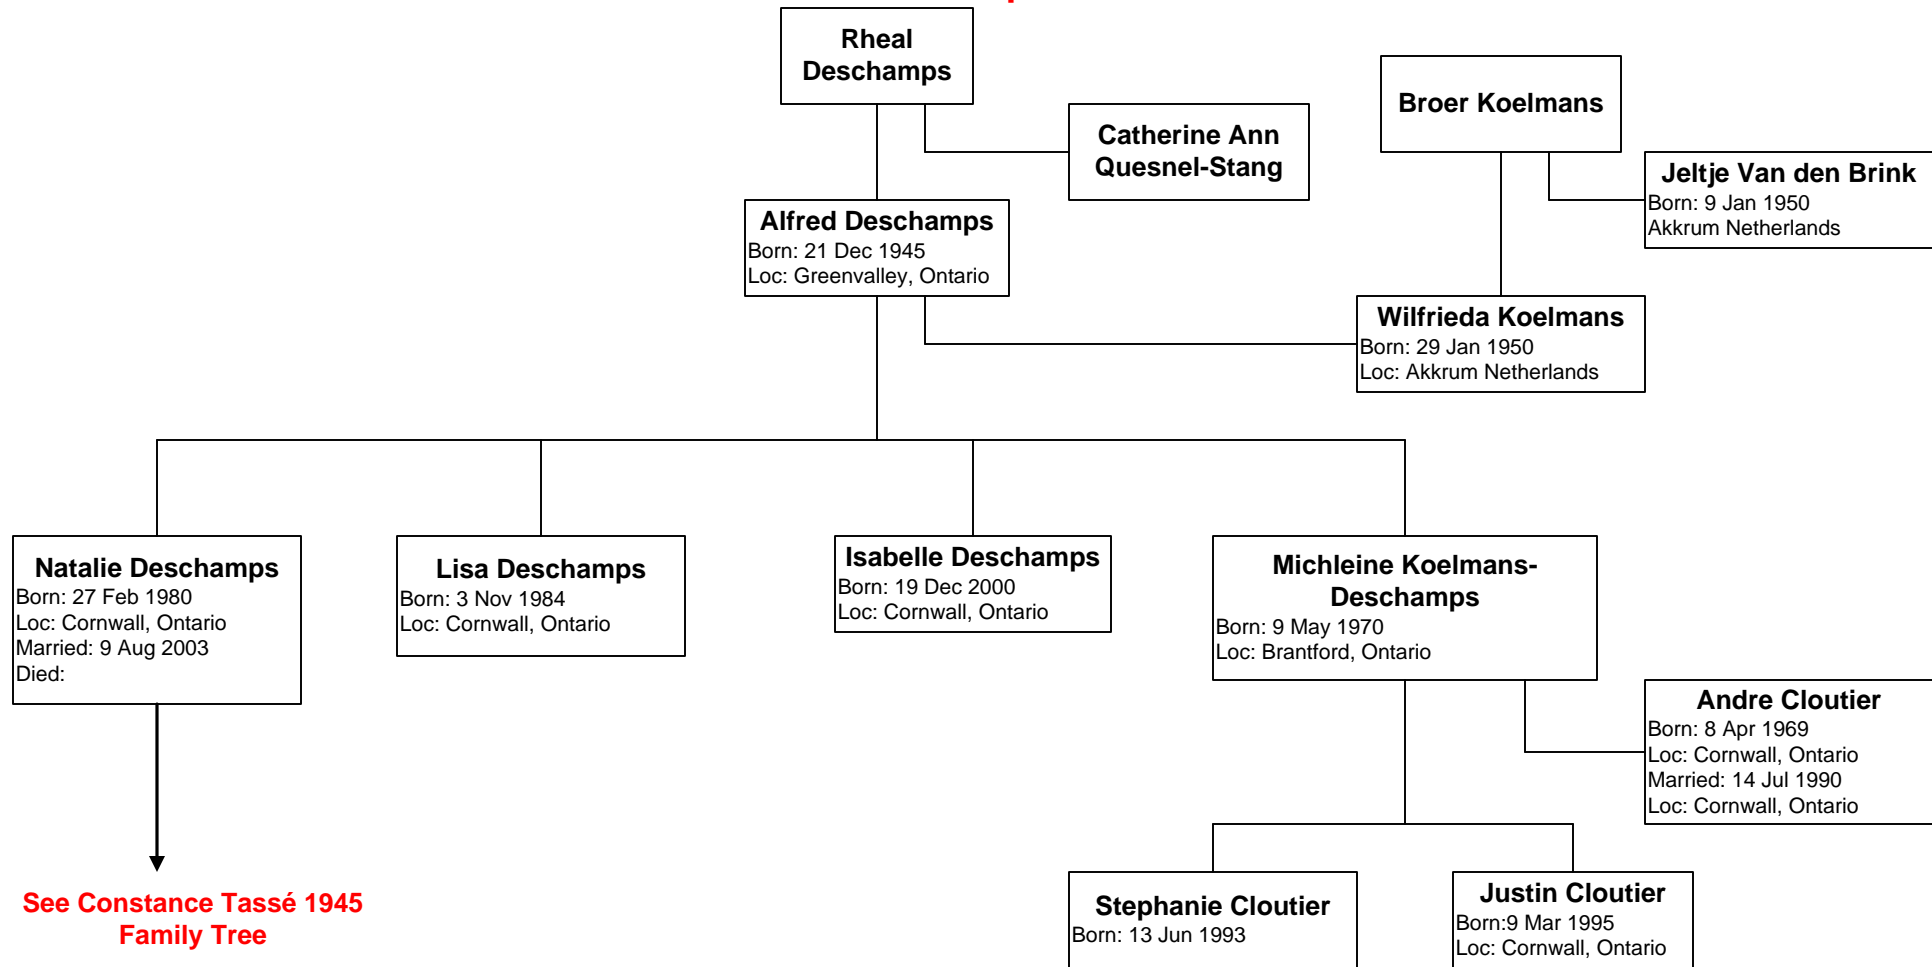 Rheal
Deschamps
Broer Koelmans
Catherine Ann
Quesnel-Stang
Jeltje Van den Brink
Born: 9 Jan 1950
Akkrum Netherlands
Alfred Deschamps
Born: 21 Dec 1945
Loc: Greenvalley, Ontario
Wilfrieda Koelmans
Born: 29 Jan 1950
Loc: Akkrum Netherlands
Natalie Deschamps
Born: 27 Feb 1980
Loc: Cornwall, Ontario
Married: 9 Aug 2003
Died:
Lisa Deschamps
Born: 3 Nov 1984
Loc: Cornwall, Ontario
Isabelle Deschamps
Born: 19 Dec 2000
Loc: Cornwall, Ontario
Michleine Koelmans-
Deschamps
Born: 9 May 1970
Loc: Brantford, Ontario
Andre Cloutier
Born: 8 Apr 1969
Loc: Cornwall, Ontario
Married: 14 Jul 1990
Loc: Cornwall, Ontario
See Constance Tassé 1945
Family Tree
Stephanie Cloutier
Born: 13 Jun 1993
Justin Cloutier
Born:9 Mar 1995
Loc: Cornwall, Ontario